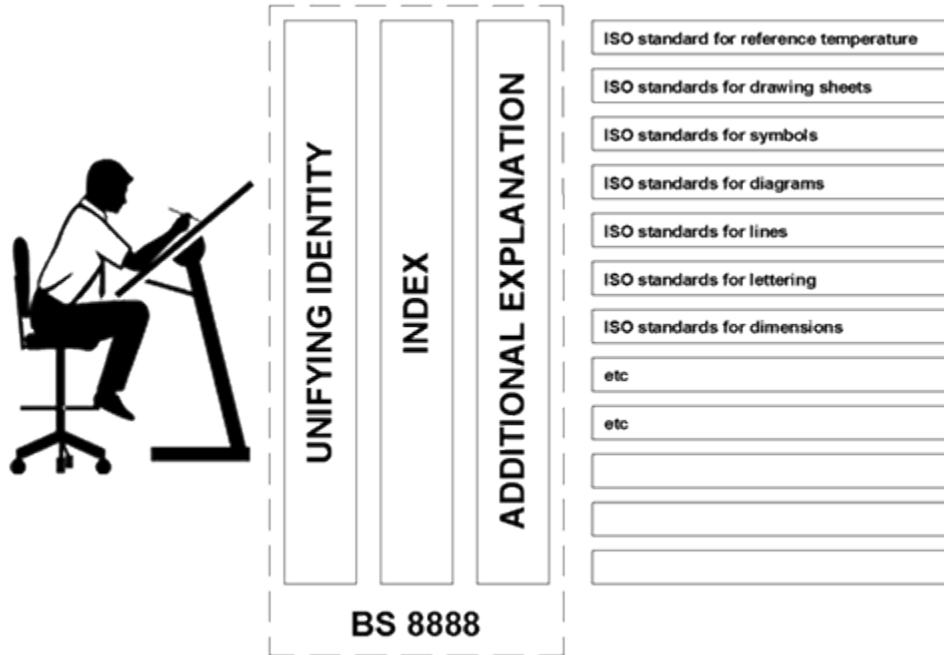 UNIFYING IDENTITY
INDEX
ADDITIONAL EXPLANATION
BS 8888
ISO standard for reference temperature
ISO standards for drawing sheets
ISO standards for symbols
ISO standards for diagrams
ISO standards for lines
ISO standards for lettering
ISO standards for dimensions
etc
etc